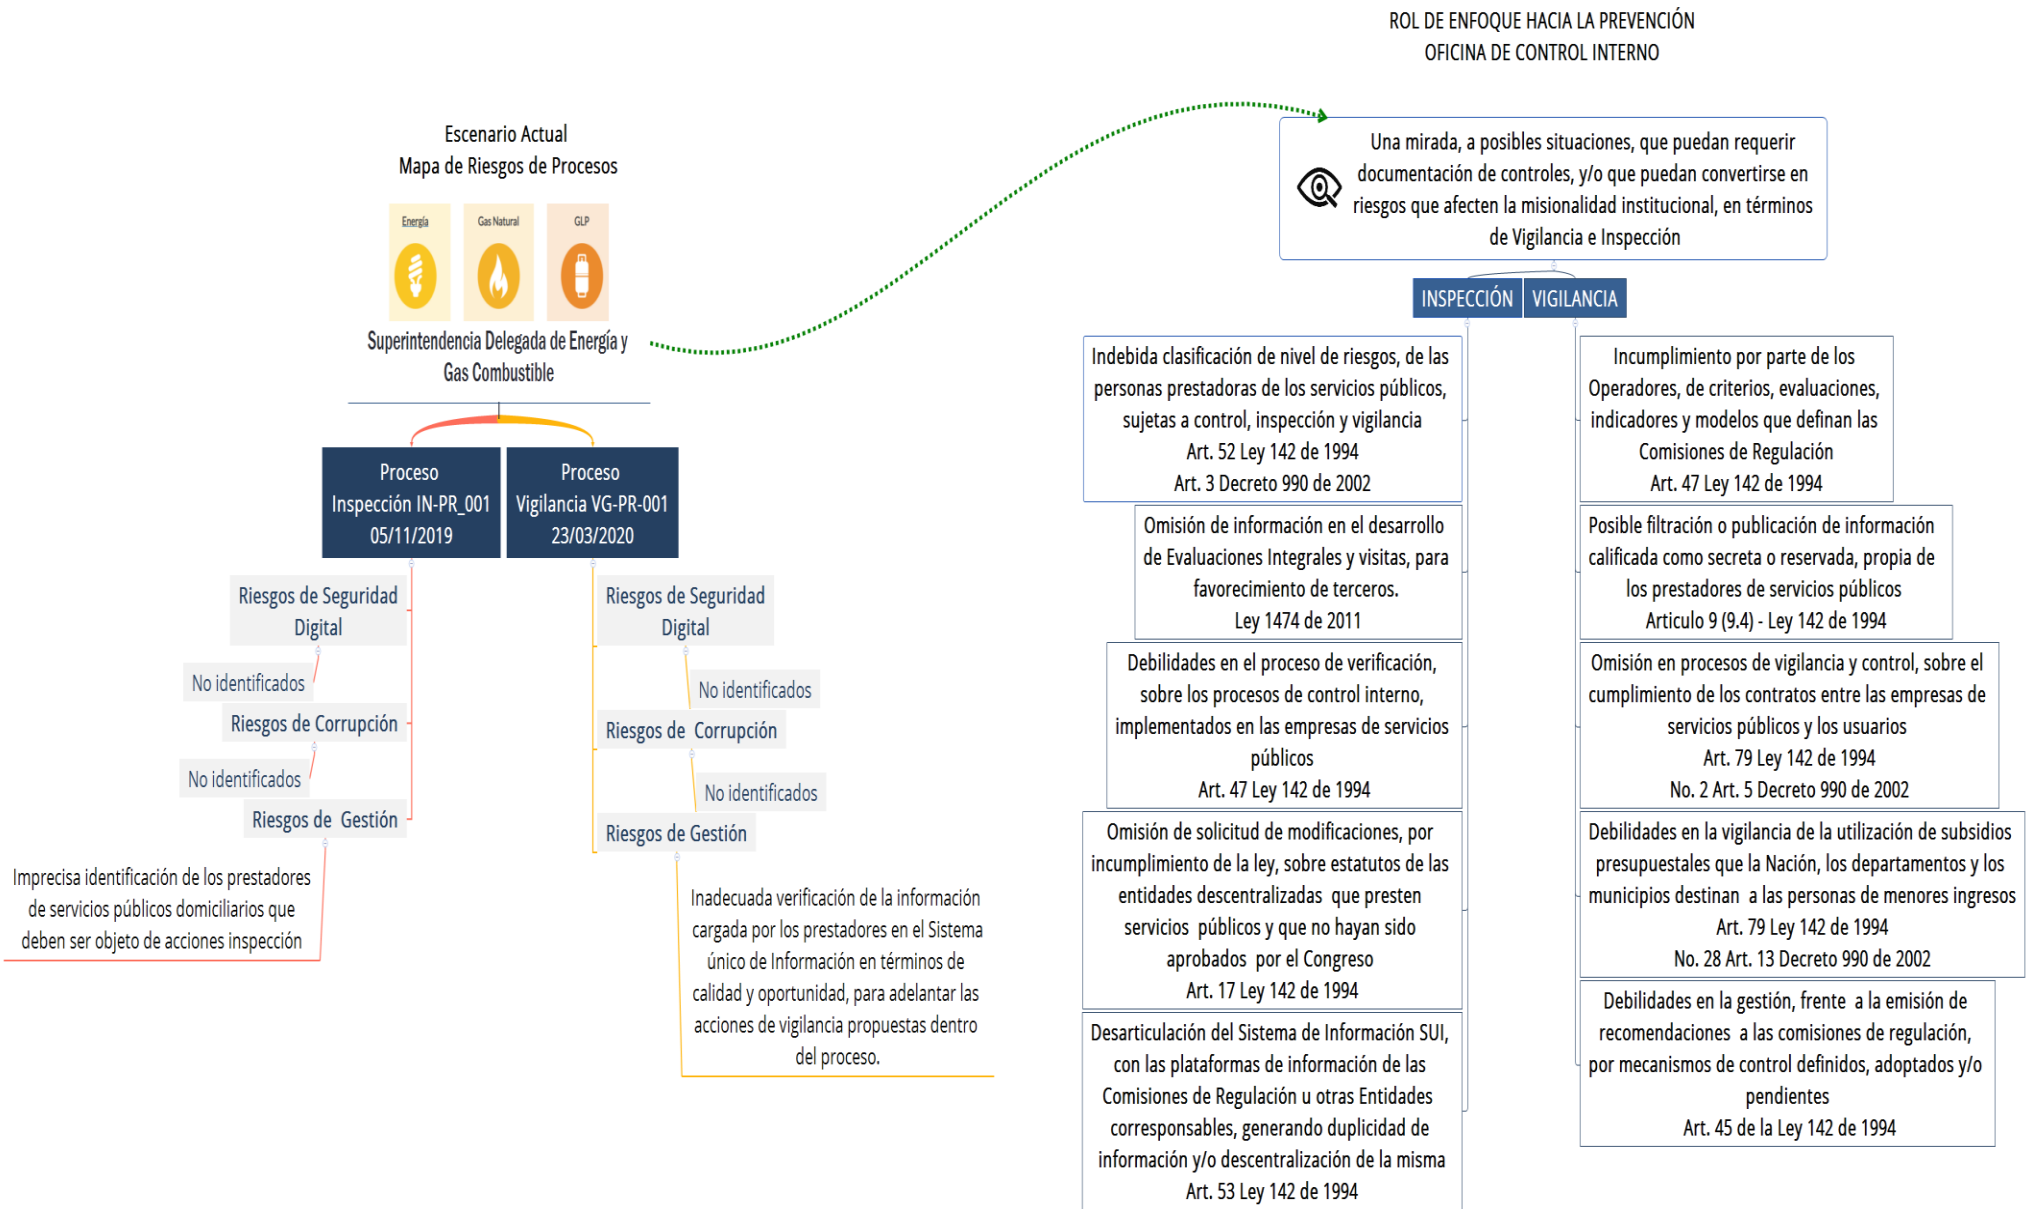 ROL DE ENFOQUE HACIA LA PREVENCIÓN
OFICINA DE CONTROL INTERNO
Escenario Actual
Mapa de Riesgos de Procesos
Energía
Gas Natural
GLP
Superintendencia Delegada de Energía y
Gas Combustible
Proceso
Inspección IN-PR_001
05/11/2019
Proceso
Vigilancia VG-PR-001
23/03/2020
Riesgos de Seguridad
Digital
No identificados
Riesgos de Corrupción
No identificados
Riesgos de  Gestión
Imprecisa identificación de los prestadores
de servicios públicos domiciliarios que
deben ser objeto de acciones inspección
Riesgos de Seguridad
Digital
No identificados
Riesgos de  Corrupción
No identificados
Riesgos de Gestión
Inadecuada verificación de la información
cargada por los prestadores en el Sistema
único de Información en términos de
calidad y oportunidad, para adelantar las
acciones de vigilancia propuestas dentro
del proceso.
Una mirada, a posibles situaciones, que puedan requerir
documentación de controles, y/o que puedan convertirse en
riesgos que afecten la misionalidad institucional, en términos
de Vigilancia e Inspección
INSPECCIÓN
VIGILANCIA
Indebida clasificación de nivel de riesgos, de las
personas prestadoras de los servicios públicos,
sujetas a control, inspección y vigilancia
Art. 52 Ley 142 de 1994
Art. 3 Decreto 990 de 2002
Omisión de información en el desarrollo
de Evaluaciones Integrales y visitas, para
favorecimiento de terceros.
Ley 1474 de 2011
Debilidades en el proceso de verificación,
sobre los procesos de control interno,
implementados en las empresas de servicios
públicos
Art. 47 Ley 142 de 1994
Omisión de solicitud de modificaciones, por
incumplimiento de la ley, sobre estatutos de las
entidades descentralizadas  que presten
servicios  públicos y que no hayan sido
aprobados  por el Congreso
Art. 17 Ley 142 de 1994
Desarticulación del Sistema de Información SUI,
con las plataformas de información de las
Comisiones de Regulación u otras Entidades
corresponsables, generando duplicidad de
información y/o descentralización de la misma
Art. 53 Ley 142 de 1994
Incumplimiento por parte de los
Operadores, de criterios, evaluaciones,
indicadores y modelos que definan las
Comisiones de Regulación
Art. 47 Ley 142 de 1994
Posible filtración o publicación de información
calificada como secreta o reservada, propia de
los prestadores de servicios públicos
Articulo 9 (9.4) - Ley 142 de 1994
Omisión en procesos de vigilancia y control, sobre el
cumplimiento de los contratos entre las empresas de
servicios públicos y los usuarios
Art. 79 Ley 142 de 1994
No. 2 Art. 5 Decreto 990 de 2002
Debilidades en la vigilancia de la utilización de subsidios
presupuestales que la Nación, los departamentos y los
municipios destinan  a las personas de menores ingresos
Art. 79 Ley 142 de 1994
No. 28 Art. 13 Decreto 990 de 2002
Debilidades en la gestión, frente  a la emisión de
recomendaciones  a las comisiones de regulación,
por mecanismos de control definidos, adoptados y/o
pendientes
Art. 45 de la Ley 142 de 1994